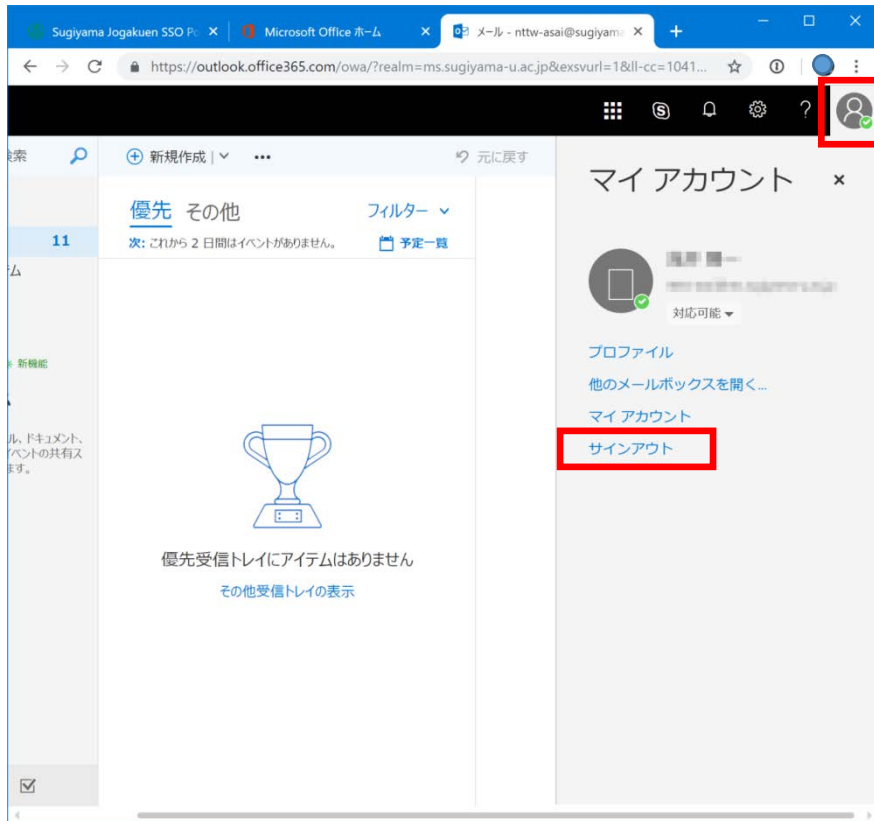 Sugiyama Jogakuen SSO Po
Microsoft Office ホーム
メール - nttw-asai@sugiyama
https://outlook.office365.com/owa/?realm=ms.sugiyama-u.ac.jp&exsvurl=1&ll-cc=1041...
索
新規作成 | ...
元に戻す
マイ アカウント
優先 その他 フィルター
11
次: これから 2 日間はイベントがありません。 予定一覧
ム
対応可能
新機能
プロファイル
他のメールボックスを開く...
マイ アカウント
サインアウト
ル、ドキュメント、
イベントの共有ス
ます。
優先受信トレイにアイテムはありません
その他受信トレイの表示